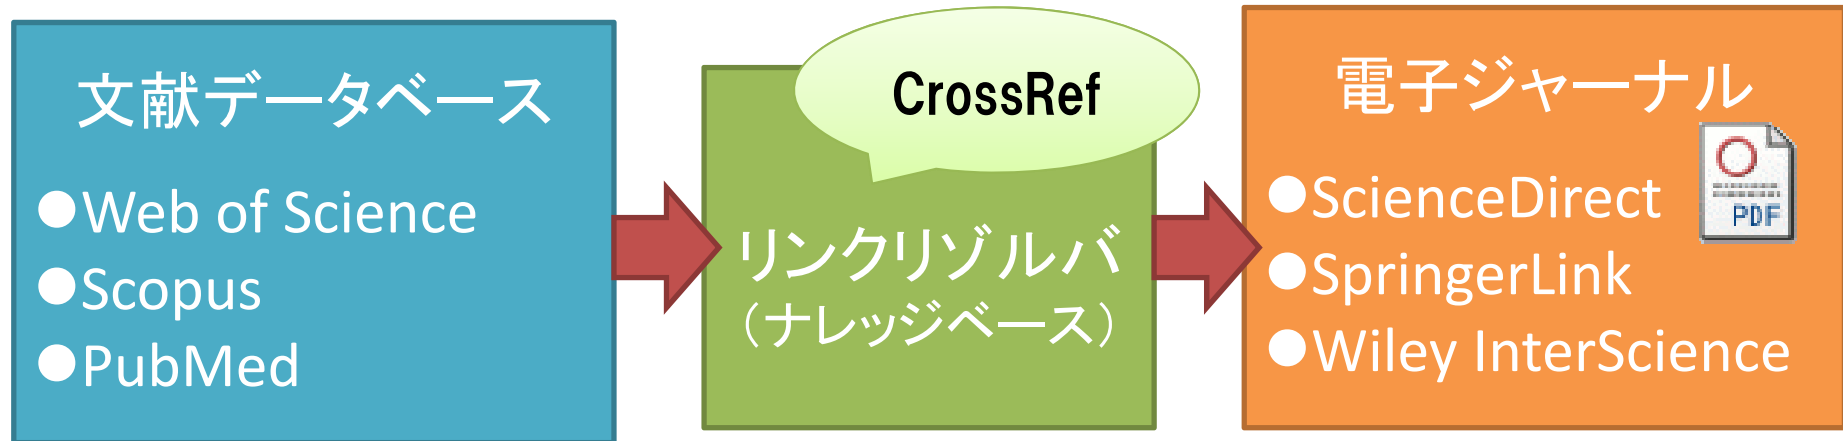 文献データベース
●Web of Science
●Scopus
●PubMed
CrossRef
リンクリゾルバ
（ナレッジベース）
電子ジャーナル
●ScienceDirect
●SpringerLink
●Wiley InterScience
PDF